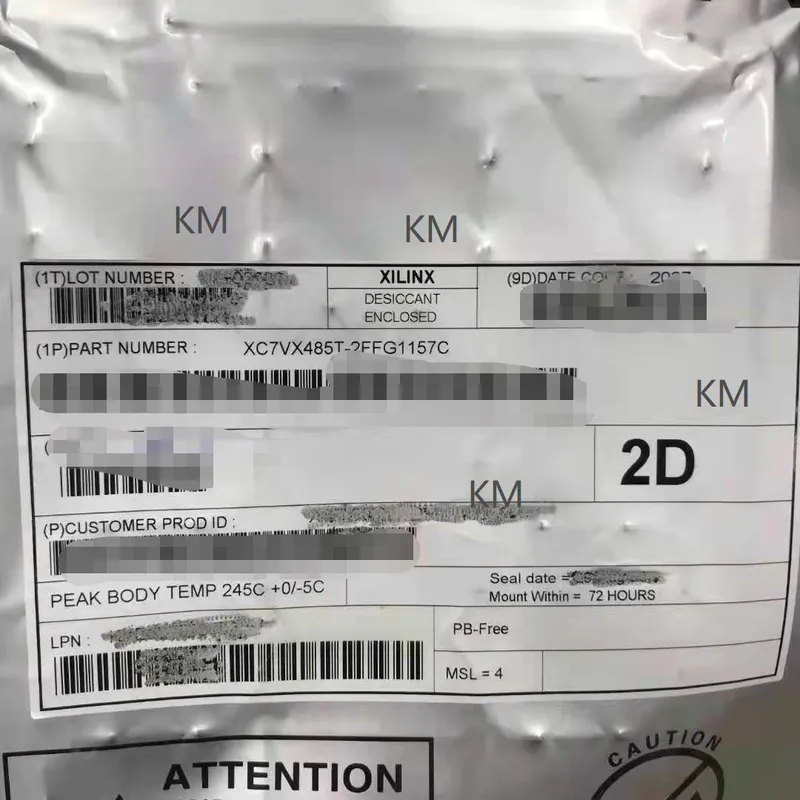 KM
KM
(1T)LOT NUMBER :
XILINX
DESICCANT
ENCLOSED
(9D)DATE
(1P)PART NUMBER : XC7VX485T-2FFG1157C
KM
2D
KM
(P)CUSTOMER PROD ID :
PEAK BODY TEMP 245C +0/-5C
Seal date =
Mount Within = 72 HOURS
LPN :
PB-Free
MSL = 4
ATTENTION
CAUTION